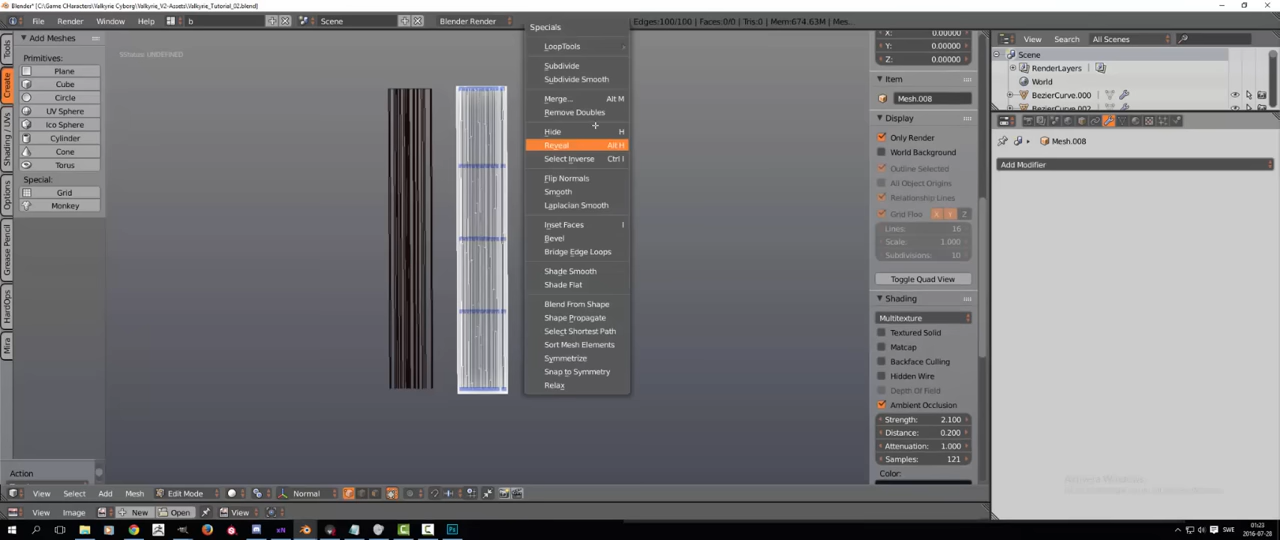 Blender* [C:\Game CHaracters\Valkyrie Cyborg\Valkyrie_V2-Assets\Valkyrie_Tutorial_02.blend]
File Render Window Help b Scene Blender Render Edges:100/100 | Faces:0/0 | Tris:0 | Mem:674.63M | Mes..
Add Meshes
Primitives:
Plane
Cube
Circle
UV Sphere
Ico Sphere
Cylinder
Cone
Torus
Special:
Grid
Monkey
Action
Tools
Create
Shading / UVs
Options
Grease Pencil
HardOps
Mira
Specials
LoopTools
Subdivide
Subdivide Smooth
Merge... Alt M
Remove Doubles
Hide H
Reveal Alt H
Select Inverse Ctrl I
Flip Normals
Smooth
Laplacian Smooth
Inset Faces I
Bevel
Bridge Edge Loops
Shade Smooth
Shade Flat
Blend From Shape
Shape Propagate
Select Shortest Path
Sort Mesh Elements
Symmetrize
Snap to Symmetry
Relax
X: 0.00000
Y: 0.00000
Z: 0.00000
Item
Mesh.008
Display
Only Render
World Background
Outline Selected
All Object Origins
Relationship Lines
Grid Floo X Y Z
Lines: 16
Scale: 1.000
Subdivisions: 10
Toggle Quad View
Shading
Multitexture
Textured Solid
Matcap
Backface Culling
Hidden Wire
Depth Of Field
Ambient Occlusion
Strength: 2.100
Distance: 0.200
Attenuation: 1.000
Samples: 121
Color:
View Search All Scenes
Scene
RenderLayers
World
BezierCurve.000
BezierCurve.002
Mesh.008
Add Modifier
View Select Add Mesh Edit Mode Normal
View Image New Open View
SWE
01:23
2016-07-28